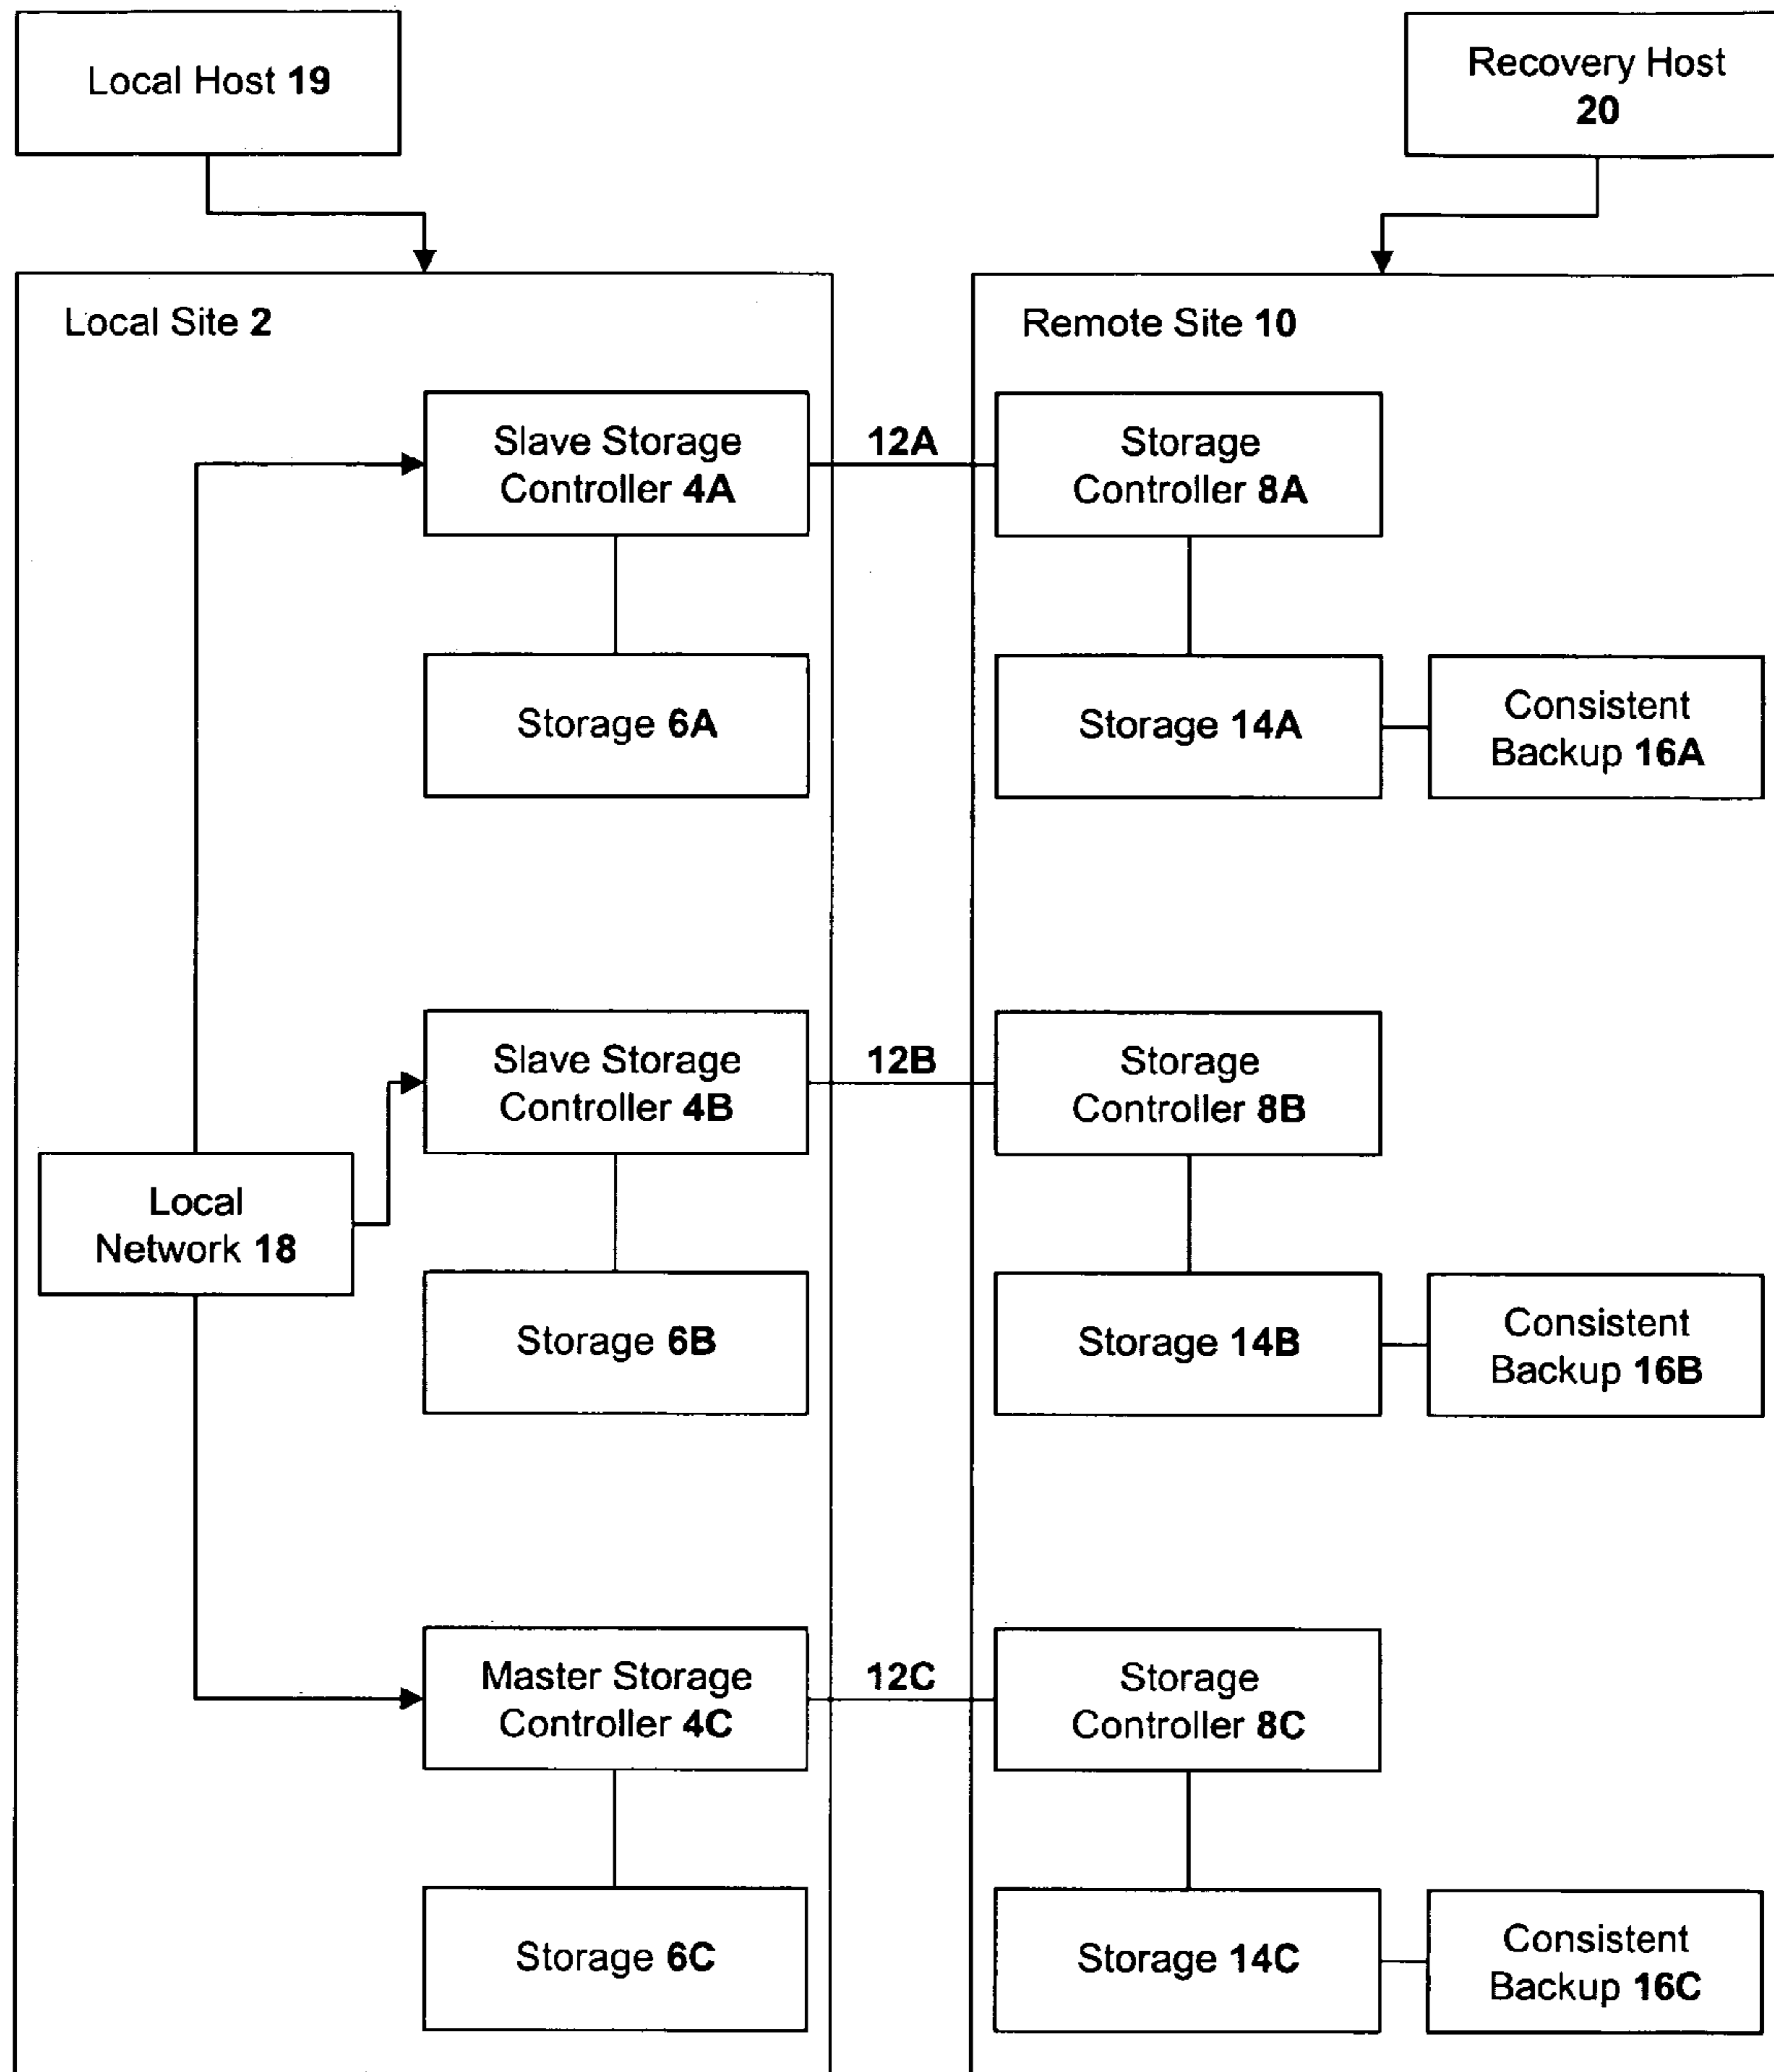 Local Host 19
Recovery Host
20
Local Site 2
Remote Site 10
Slave Storage
Controller 4A
12A
Storage
Controller 8A
Storage 6A
Storage 14A
Consistent
Backup 16A
Slave Storage
Controller 4B
12B
Storage
Controller 8B
Local
Network 18
Storage 6B
Storage 14B
Consistent
Backup 16B
Master Storage
Controller 4C
12C
Storage
Controller 8C
Storage 6C
Storage 14C
Consistent
Backup 16C